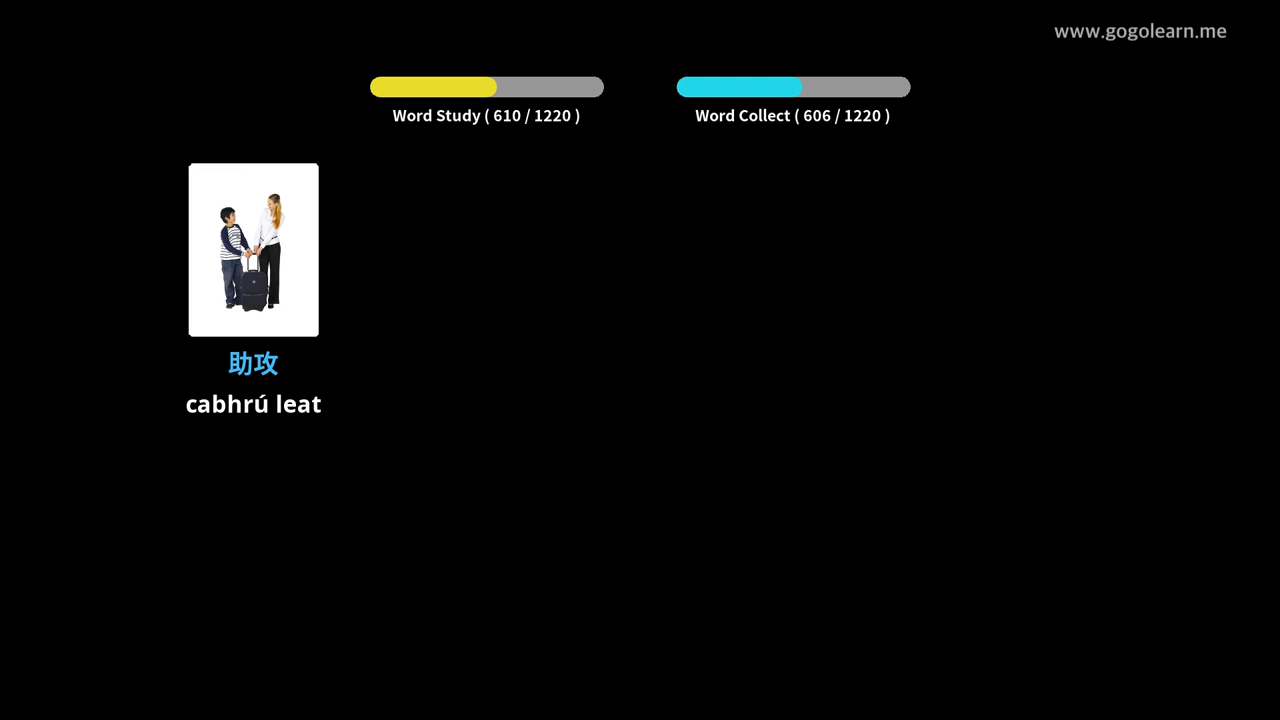 www.gogolearn.me
Word Study ( 610 / 1220 )
Word Collect ( 606 / 1220 )
助攻
cabhrú leat